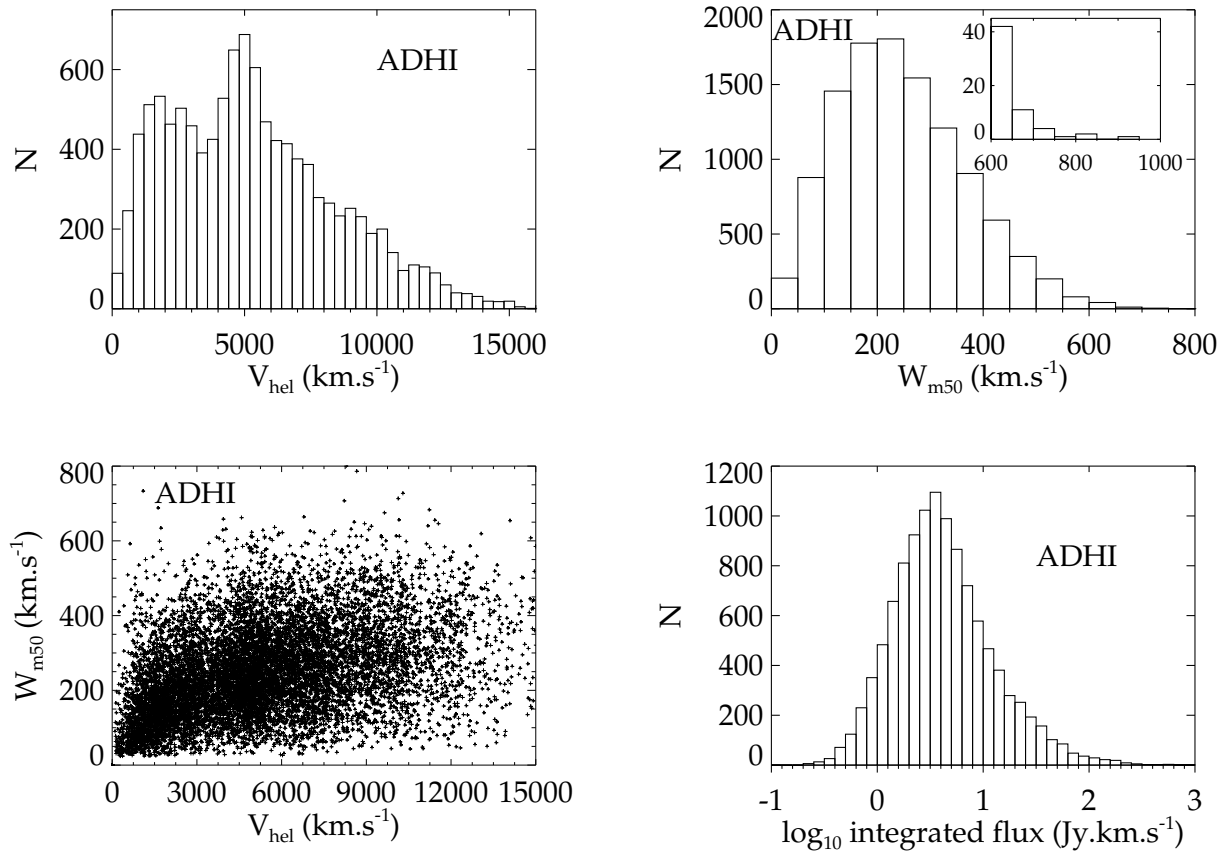 ADHI
600
400
200
0
N
0 5000 10000 15000
V_hel (km.s⁻¹)
ADHI
2000
1500
1000
500
0
N
0 200 400 600 800
W_m50 (km.s⁻¹)
40
20
0
600 800 1000
ADHI
800
600
400
200
0
W_m50 (km.s⁻¹)
0 3000 6000 9000 12000 15000
V_hel (km.s⁻¹)
ADHI
1200
1000
800
600
400
200
0
N
-1 0 1 2 3
log₁₀ integrated flux (Jy.km.s⁻¹)